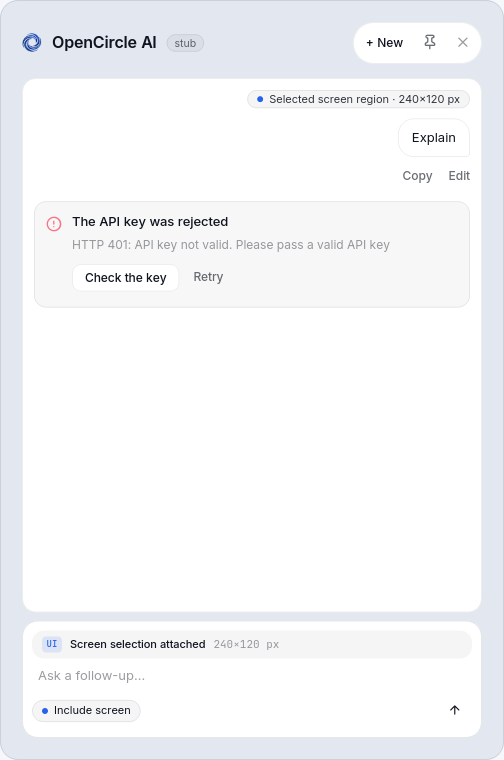 OpenCircle AI stub + New
Selected screen region · 240×120 px
Explain
Copy Edit
The API key was rejected
HTTP 401: API key not valid. Please pass a valid API key
Check the key Retry
UI Screen selection attached 240×120 px
Ask a follow-up...
Include screen